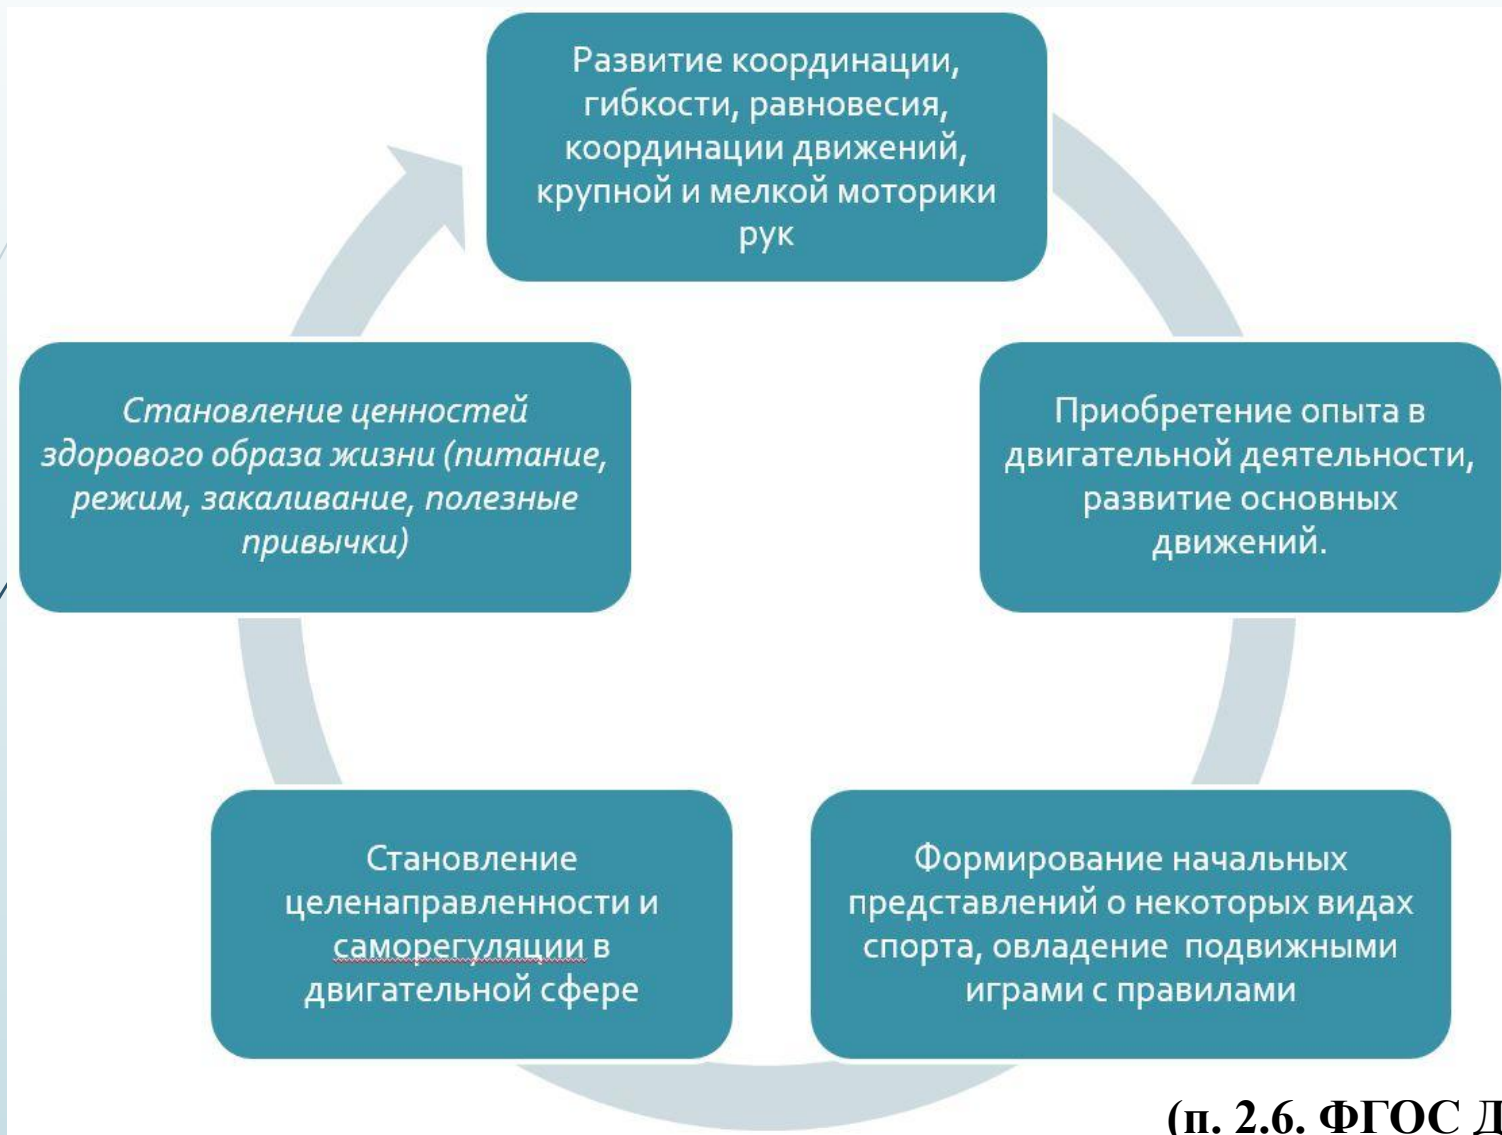 Развитие координации,
гибкости, равновесия,
координации движений,
крупной и мелкой моторики
рук
Приобретение опыта в
двигательной деятельности,
развитие основных
движений.
Формирование начальных
представлений о некоторых видах
спорта, овладение подвижными
играми с правилами
Становление
целенаправленности и
саморегуляции в
двигательной сфере
Становление ценностей
здорового образа жизни (питание,
режим, закаливание, полезные
привычки)
(п. 2.6. ФГОС Д